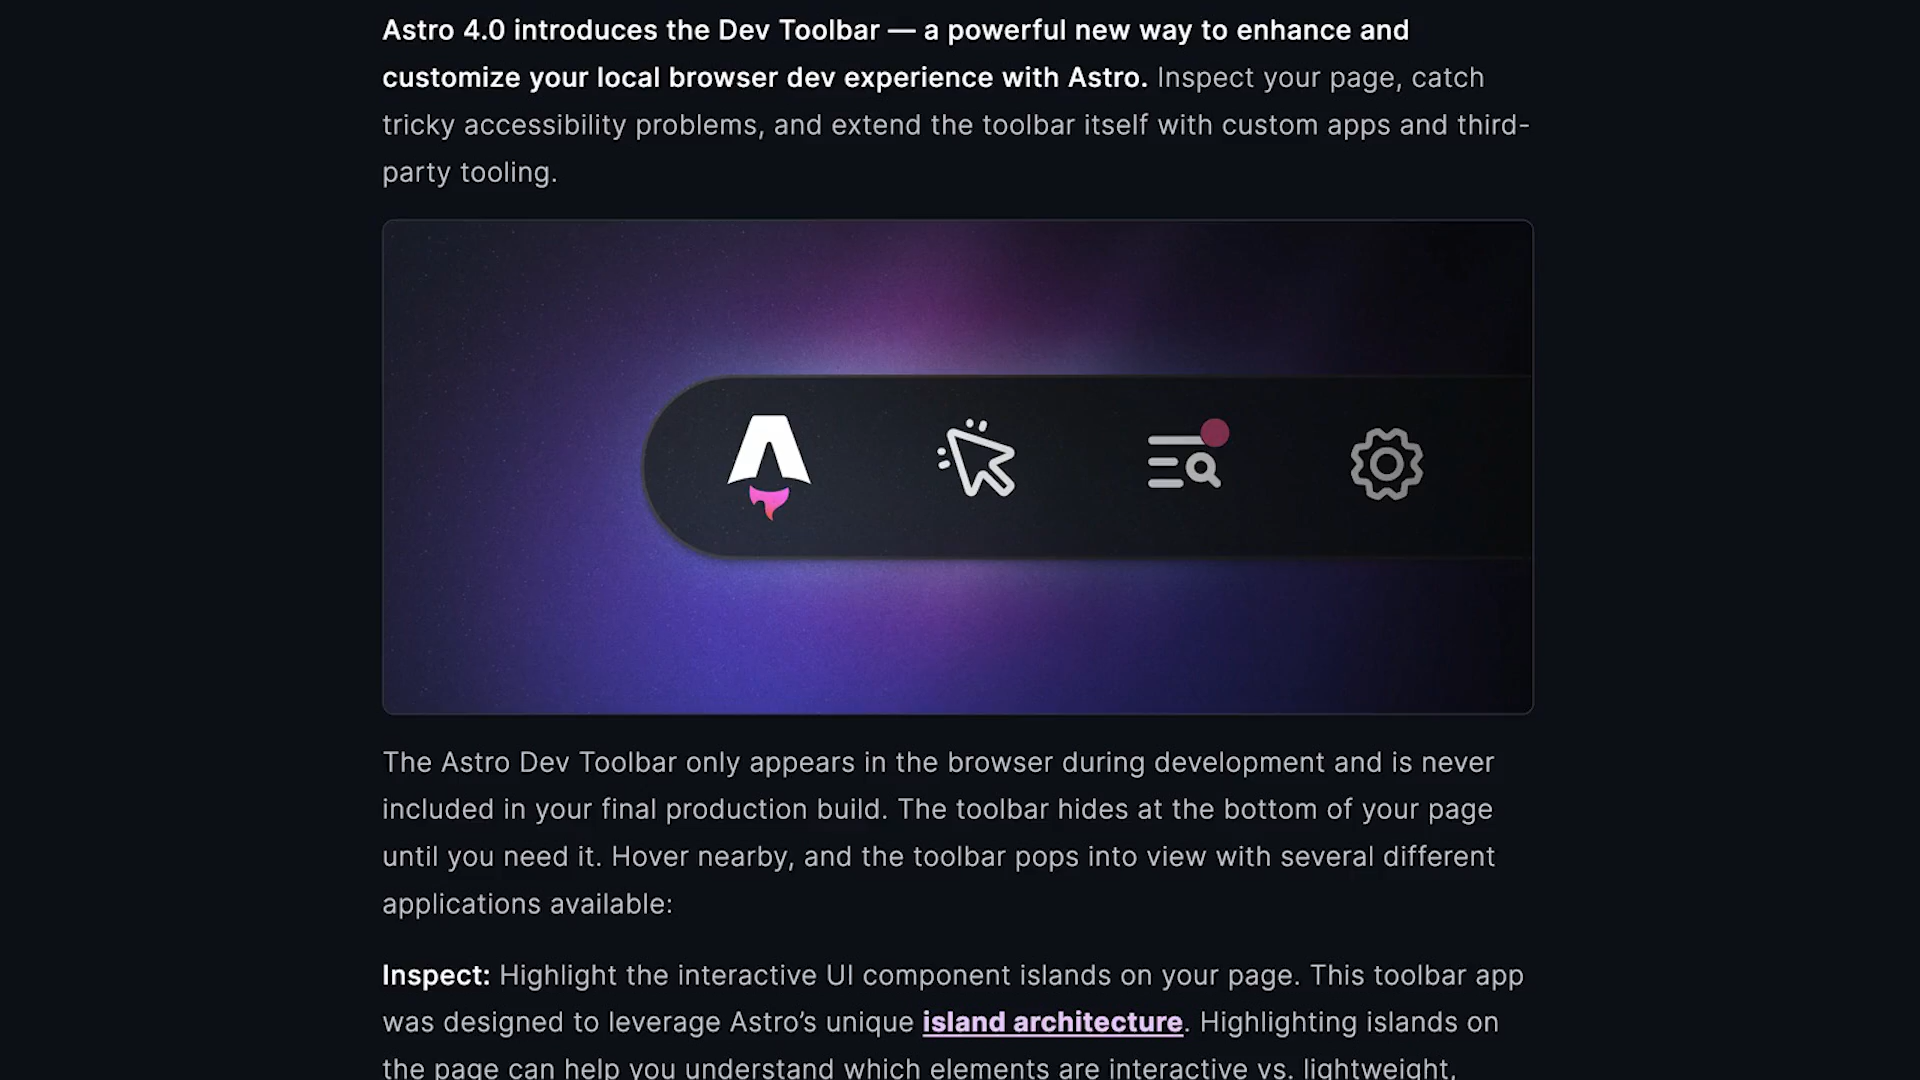 Astro 4.0 introduces the Dev Toolbar — a powerful new way to enhance and
customize your local browser dev experience with Astro. Inspect your page, catch
tricky accessibility problems, and extend the toolbar itself with custom apps and third-
party tooling.
The Astro Dev Toolbar only appears in the browser during development and is never
included in your final production build. The toolbar hides at the bottom of your page
until you need it. Hover nearby, and the toolbar pops into view with several different
applications available:
Inspect: Highlight the interactive UI component islands on your page. This toolbar app
was designed to leverage Astro’s unique island architecture. Highlighting islands on
the page can help you understand which elements are interactive vs. lightweight,